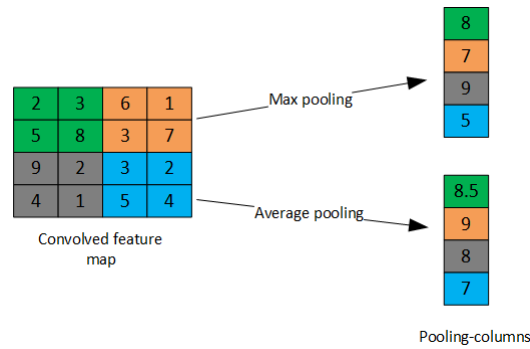 2 3 6 1
5 8 3 7
9 2 3 2
4 1 5 4
Convolved feature
map
Max pooling
Average pooling
8
7
9
5
8.5
9
8
7
Pooling-columns